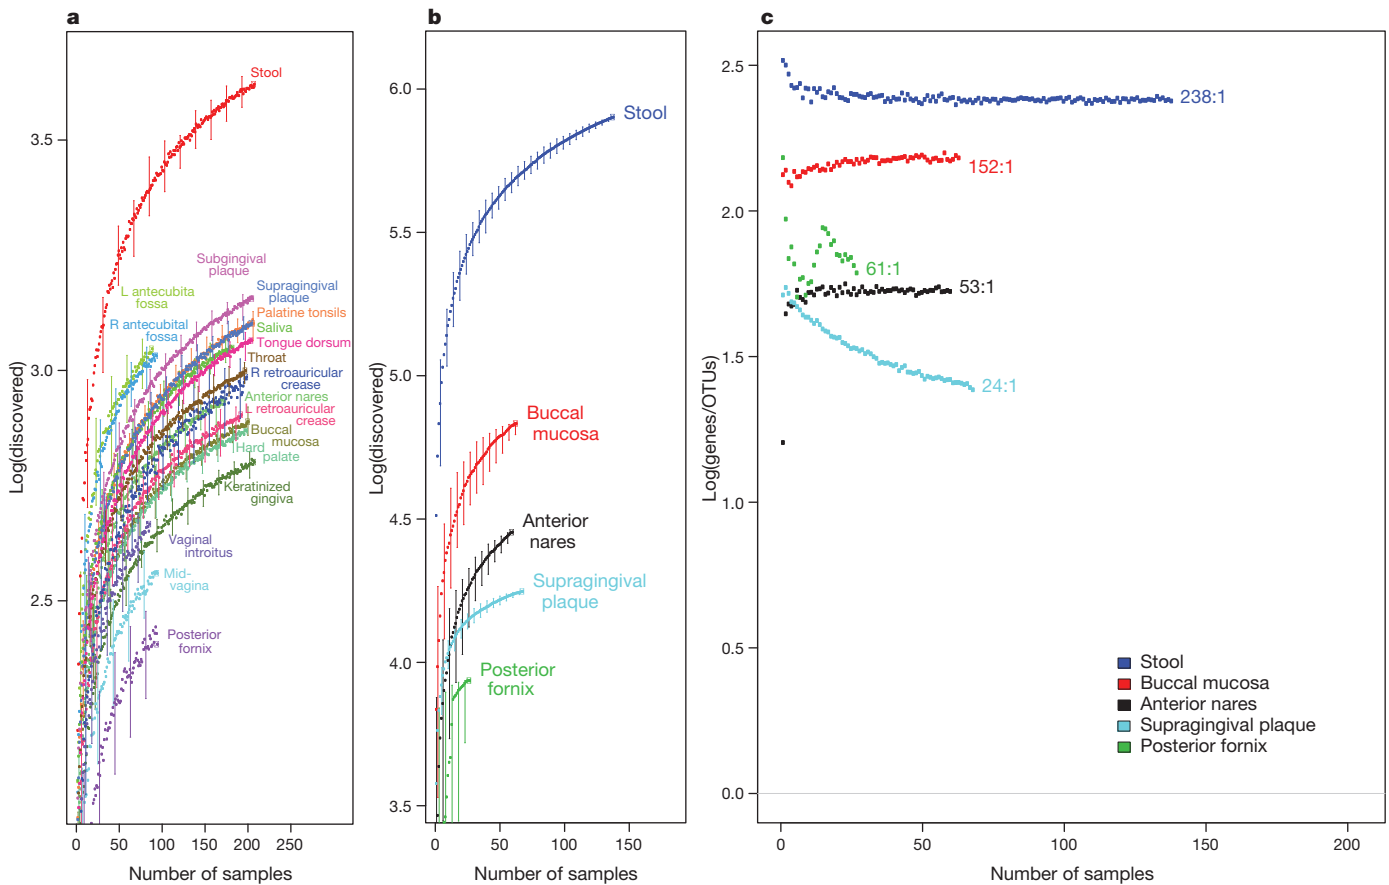 a
Log(discovered)
3.5
3.0
2.5
0
50
100
150
200
250
Number of samples
Stool
Subgingival
plaque
L antecubita
fossa
Supragingival
plaque
R antecubital
fossa
Palatine tonsils
Saliva
Tongue dorsum
Throat
R retroauricular
crease
Anterior nares
L retroauricular
crease
Buccal
mucosa
Hard
palate
Keratinized
gingiva
Vaginal
introitus
Mid-
vagina
Posterior
fornix
b
Log(discovered)
6.0
5.5
5.0
4.5
4.0
3.5
0
50
100
150
Number of samples
Stool
Buccal
mucosa
Anterior
nares
Supragingival
plaque
Posterior
fornix
c
Log(genes/OTUs)
2.5
2.0
1.5
1.0
0.5
0.0
0
50
100
150
200
Number of samples
238:1
152:1
61:1
53:1
24:1
Stool
Buccal mucosa
Anterior nares
Supragingival plaque
Posterior fornix